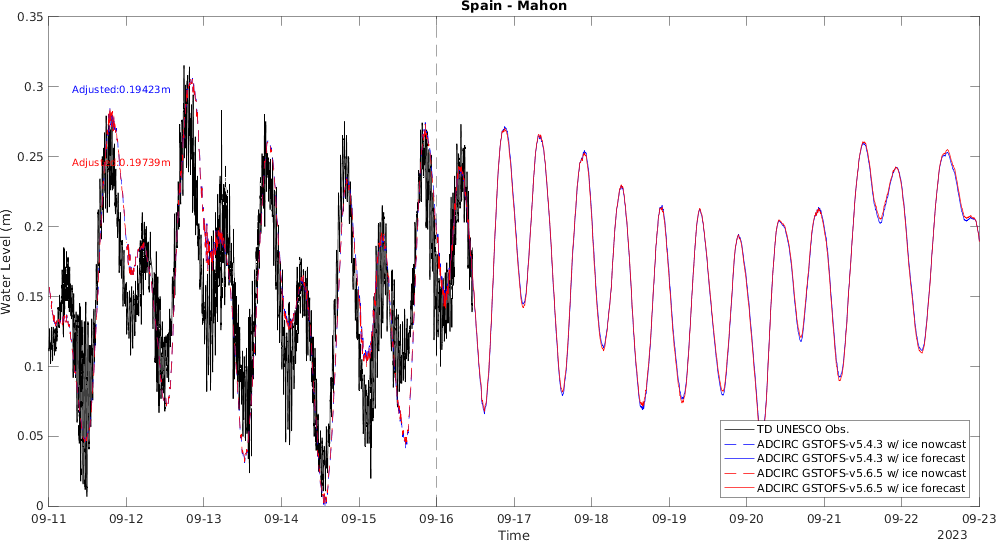 Spain - Mahon
0.35
0.3
0.25
0.2
0.15
0.1
0.05
0
Water Level (m)
Adjusted:0.19423m
Adjusted:0.19739m
TD UNESCO Obs.
ADCIRC GSTOFS-v5.4.3 w/ ice nowcast
ADCIRC GSTOFS-v5.4.3 w/ ice forecast
ADCIRC GSTOFS-v5.6.5 w/ ice nowcast
ADCIRC GSTOFS-v5.6.5 w/ ice forecast
09-11 09-12 09-13 09-14 09-15 09-16 09-17 09-18 09-19 09-20 09-21 09-22 09-23
Time
2023